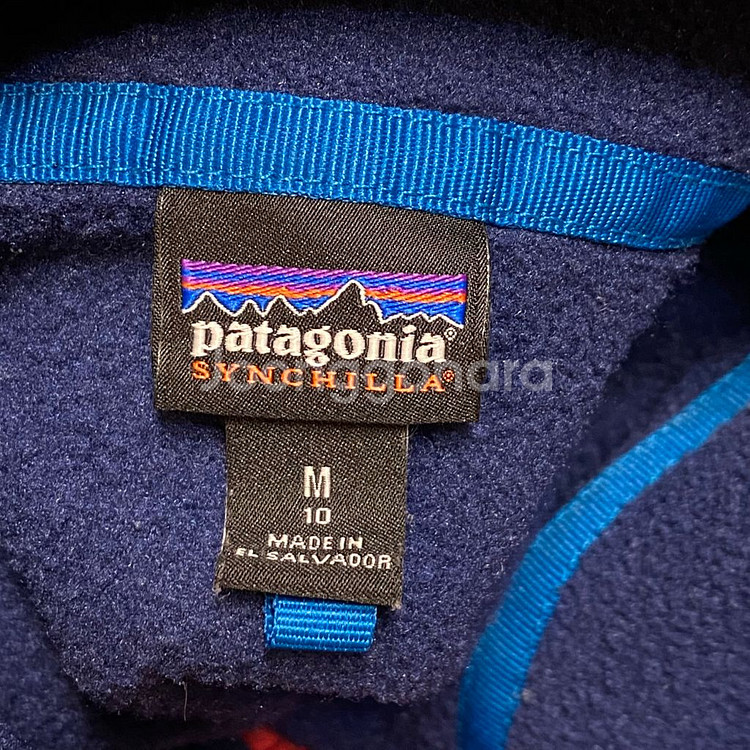 patagonia®
SYNCHILLA®
M
10
MADE IN
EL SALVADOR